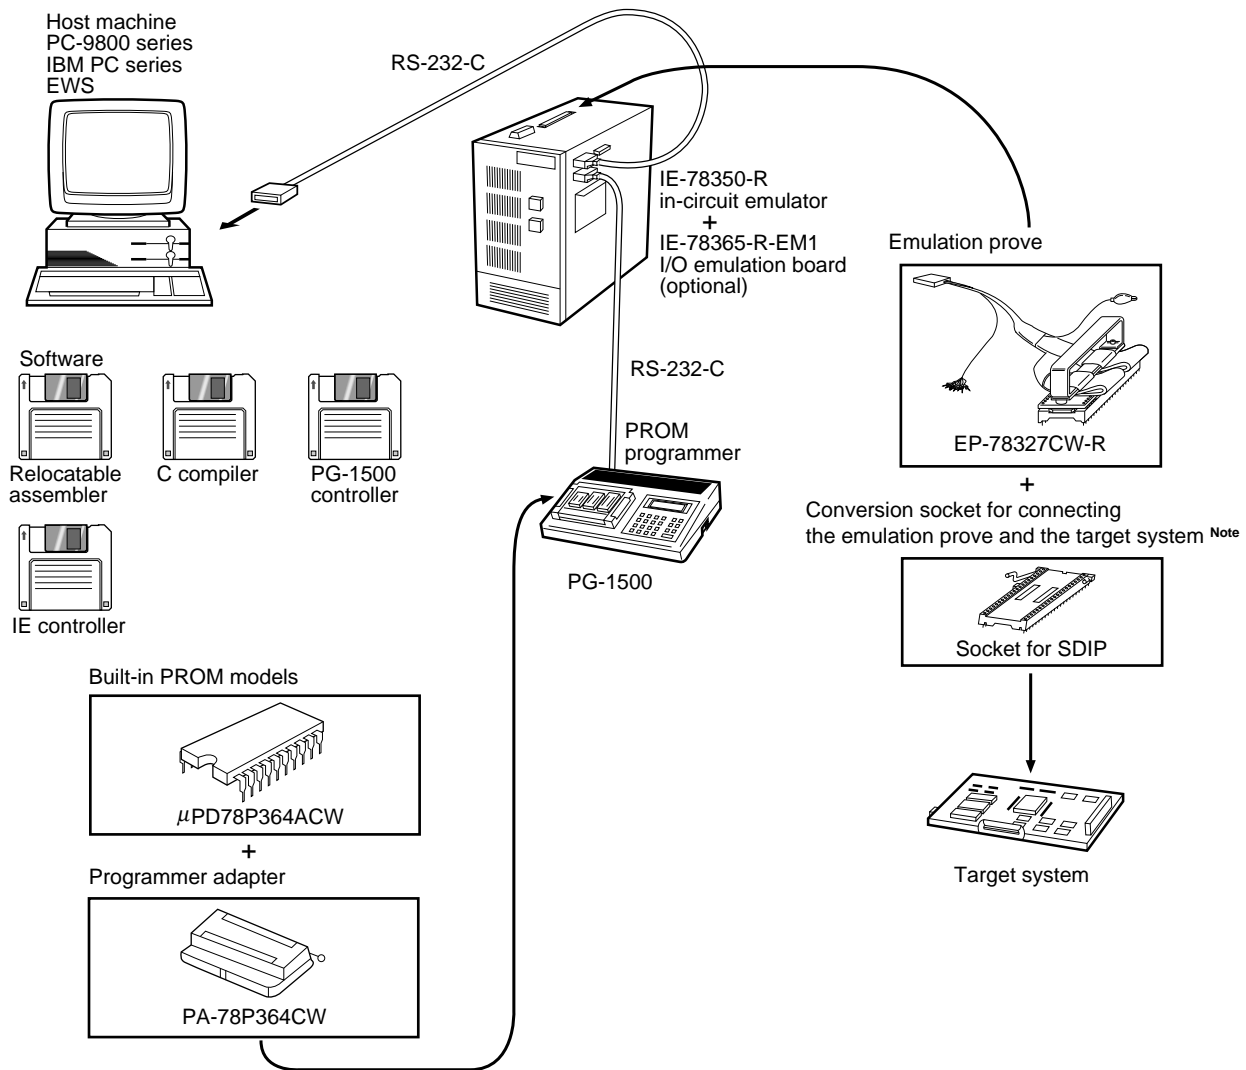 Host machine
PC-9800 series
IBM PC series
EWS
RS-232-C
IE-78350-R
in-circuit emulator
+
IE-78365-R-EM1
I/O emulation board
(optional)
Emulation prove
EP-78327CW-R
+
Conversion socket for connecting
the emulation prove and the target system Note
Socket for SDIP
Target system
RS-232-C
PROM
programmer
PG-1500
Software
Relocatable
assembler
C compiler
PG-1500
controller
IE controller
Built-in PROM models
μPD78P364ACW
+
Programmer adapter
PA-78P364CW